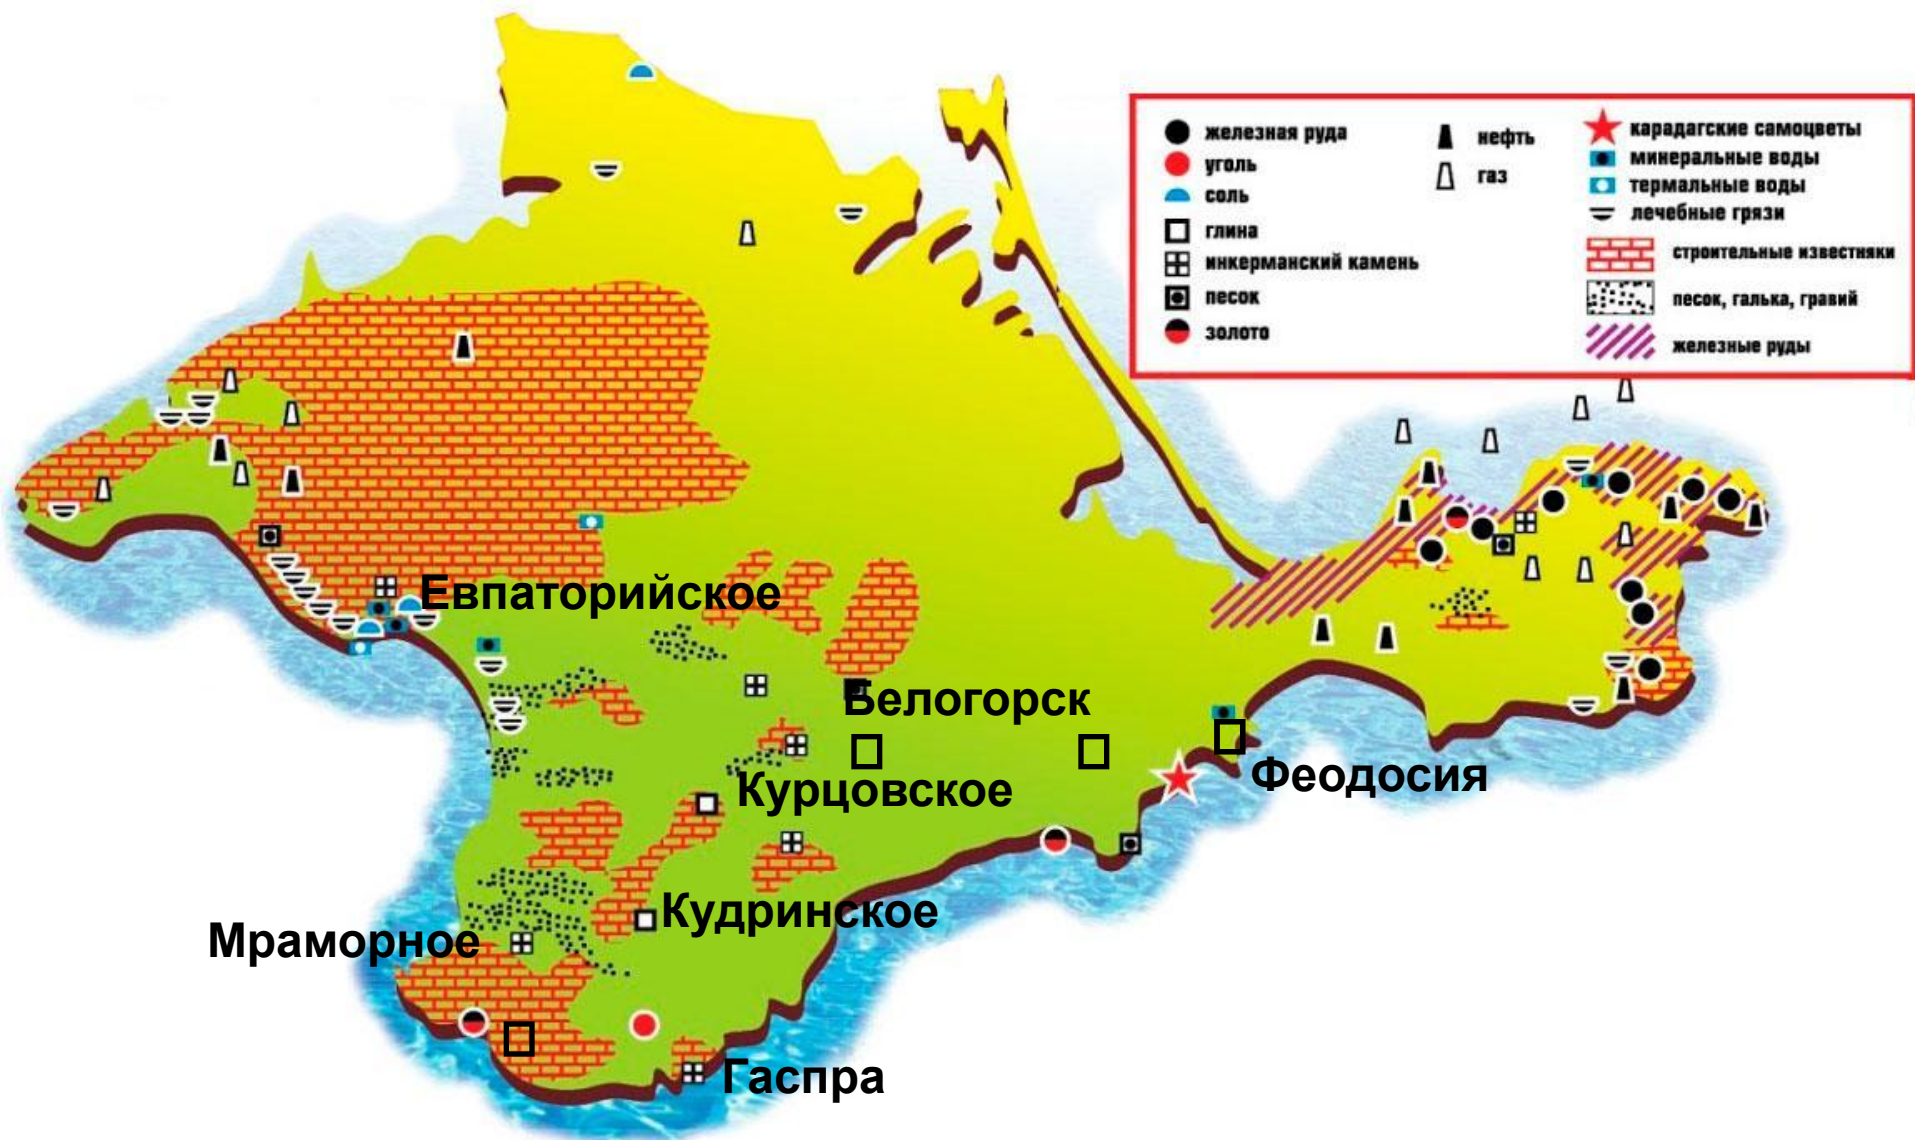 железная руда
уголь
соль
глина
инкерманский камень
песок
золото
нефть
газ
карадагские самоцветы
минеральные воды
термальные воды
лечебные грязи
строительные известняки
песок, галька, гравий
железные руды
Евпаторийское
Белогорск
Курцовское
Феодосия
Кудринское
Мраморное
Гаспра